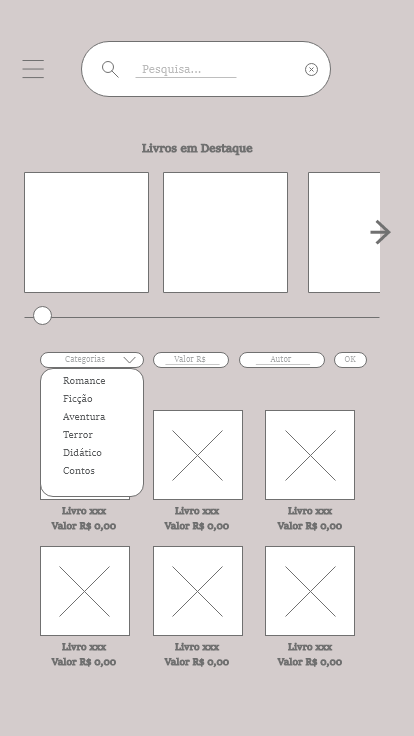 Pesquisa...
Livros em Destaque
Categorias
Valor R$
Autor
OK
Romance
Ficção
Aventura
Terror
Didático
Contos
Livro xxx
Valor R$ 0,00
Livro xxx
Valor R$ 0,00
Livro xxx
Valor R$ 0,00
Livro xxx
Valor R$ 0,00
Livro xxx
Valor R$ 0,00
Livro xxx
Valor R$ 0,00